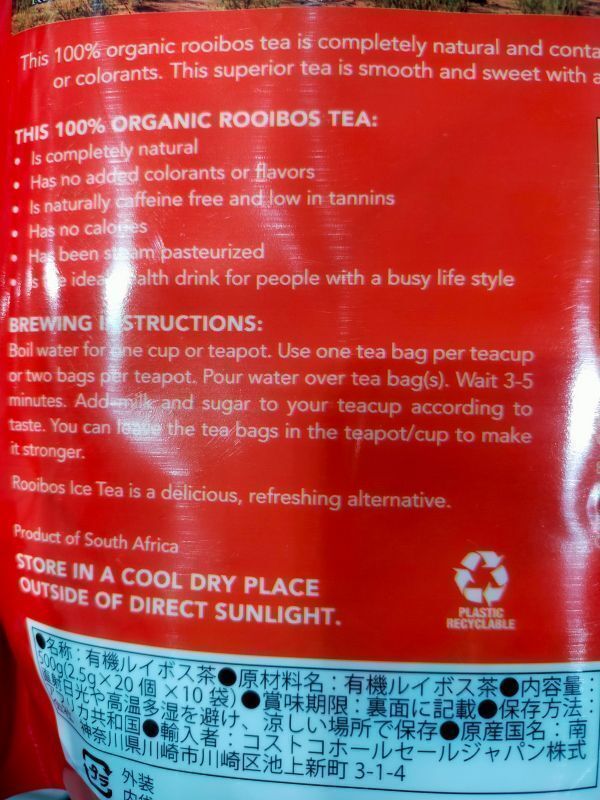 This 100% organic rooibos tea is completely natural and
or colorants. This superior tea is smooth and sweet with
THIS 100% ORGANIC ROOIBOS TEA:
• Is completely natural
• Has no added colorants or flavors
• Is naturally caffeine free and low in tannins
• Has no calories
• Has been steam pasteurized
• Is the ideal health drink for people with a busy life style
BREWING INSTRUCTIONS:
Boil water for one cup or teapot. Use one tea bag per teacup
or two bags per teapot. Pour water over tea bag(s). Wait 3-5
minutes. Add milk and sugar to your teacup according to
taste. You can leave the tea bags in the teapot/cup to make
it stronger.
Rooibos Ice Tea is a delicious, refreshing alternative.
Product of South Africa
STORE IN A COOL DRY PLACE
OUTSIDE OF DIRECT SUNLIGHT.
PLASTIC
RECYCLABLE
●名称：有機ルイボス茶●原材料名：有機ルイボス茶●内容量：
500g(2.5g×20個×10袋)●賞味期限：裏面に記載●保存方法：
直射日光や高温多湿を避け、涼しい場所で保存●原産国名：南
アフリカ共和国●輸入者：コストコホールセールジャパン株式
神奈川県川崎市川崎区池上新町 3-1-4
プラ 外装